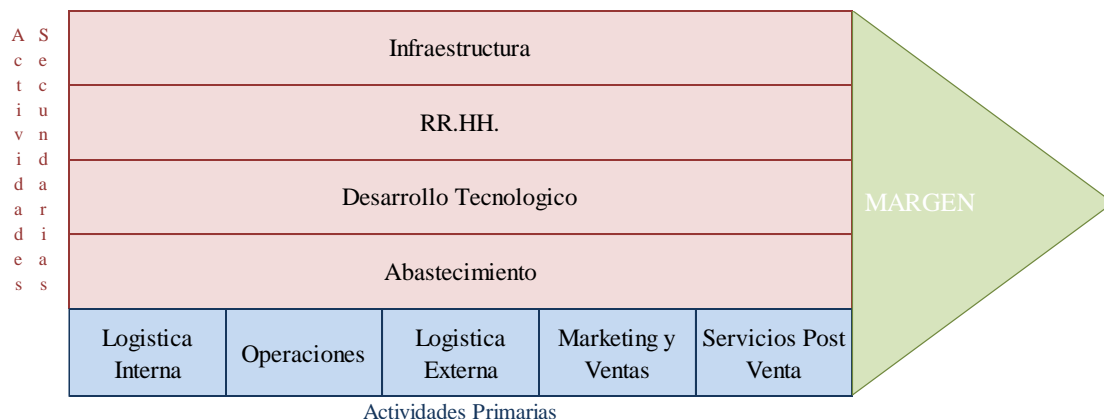 Actividades
Secundarias
Infraestructura
RR.HH.
Desarrollo Tecnologico
Abastecimiento
MARGEN
Logistica
Interna
Operaciones
Logistica
Externa
Marketing y
Ventas
Servicios Post
Venta
Actividades Primarias